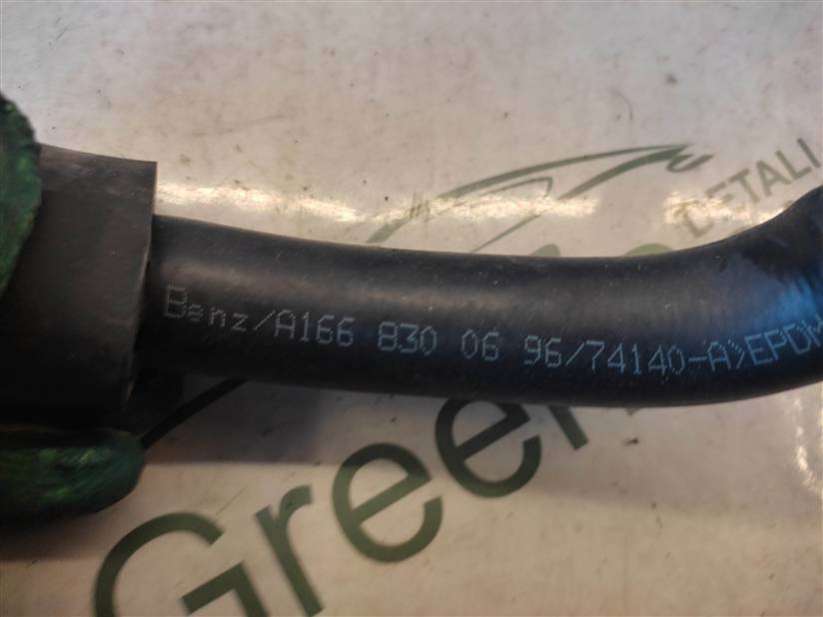 DETALI
Benz/A166 830 06 96/74140-A>EPDM
Green